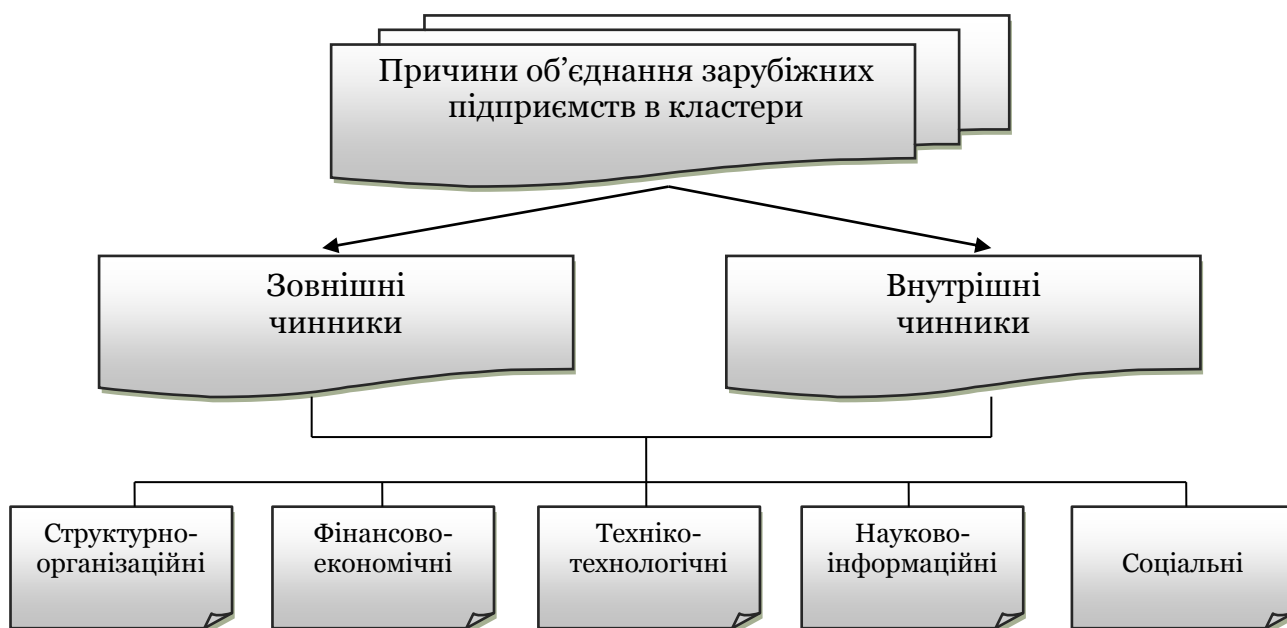 Причини об’єднання зарубіжних
підприємств в кластери
Зовнішні
чинники
Внутрішні
чинники
Структурно-
організаційні
Фінансово-
економічні
Техніко-
технологічні
Науково-
інформаційні
Соціальні